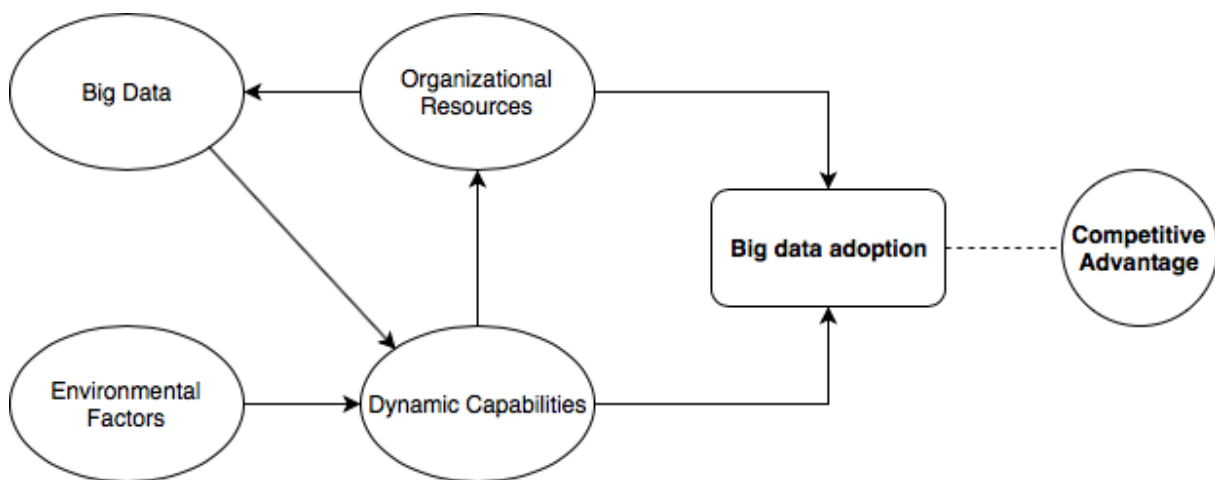 Big Data
Organizational
Resources
Big data adoption
Competitive
Advantage
Environmental
Factors
Dynamic Capabilities